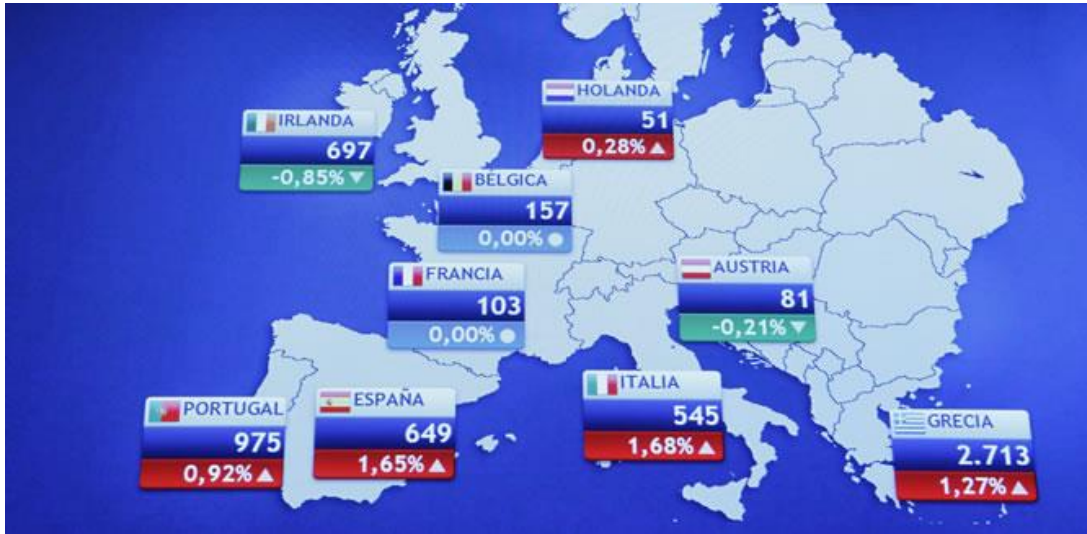 HOLANDA
51
0,28%
IRLANDA
697
-0,85%
BÉLGICA
157
0,00%
FRANCIA
103
0,00%
AUSTRIA
81
-0,21%
ITALIA
545
1,68%
ESPAÑA
649
1,65%
PORTUGAL
975
0,92%
GRECIA
2.713
1,27%